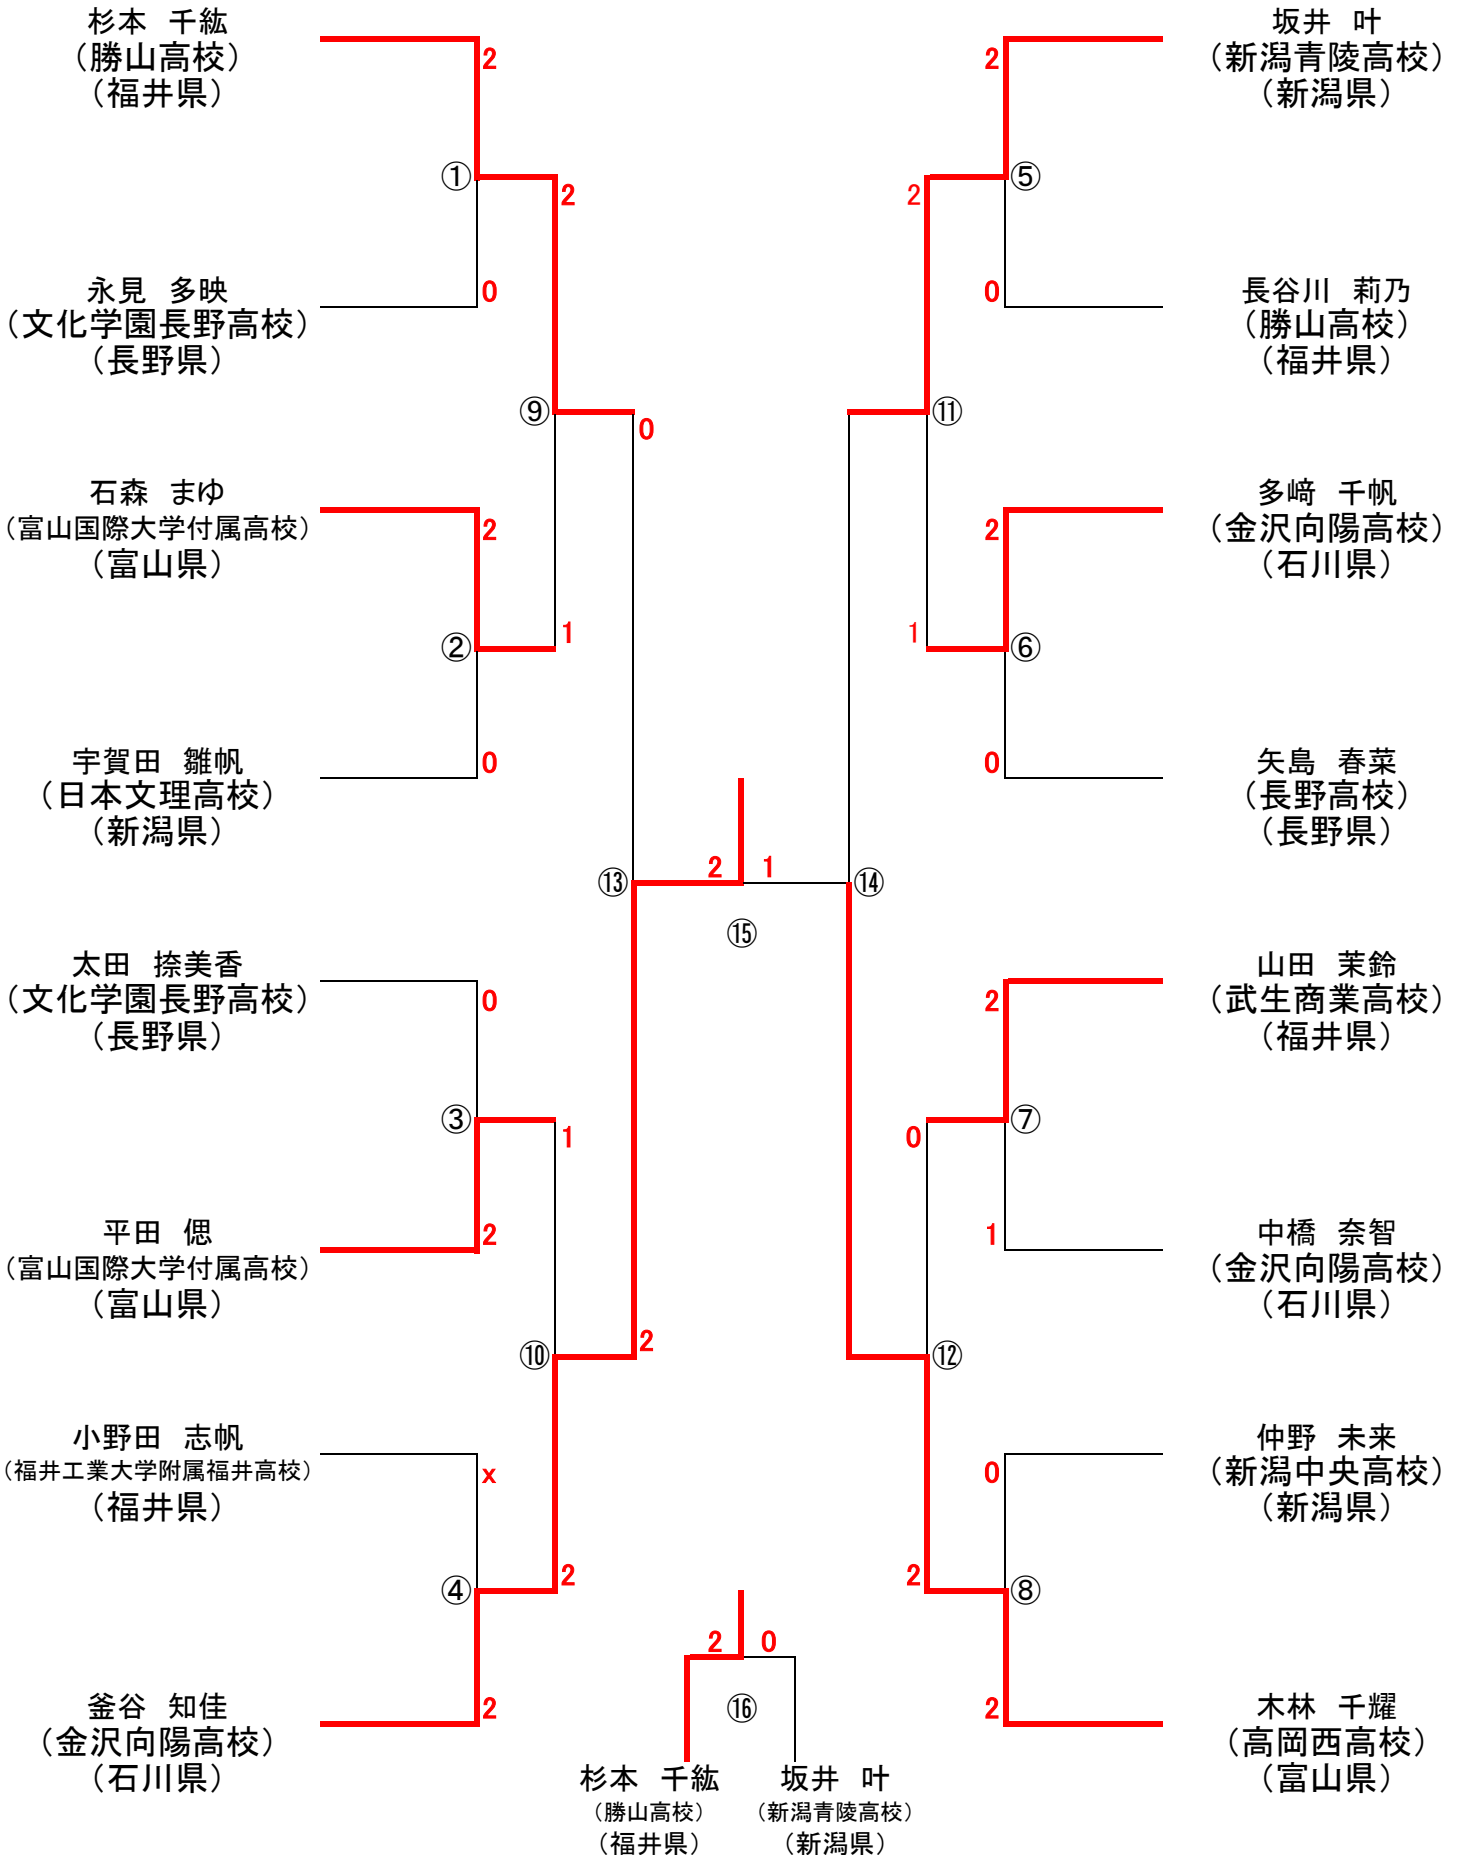 杉本　千紘
（勝山高校）
（福井県）
2
①
2
永見　多映
（文化学園長野高校）
（長野県）
0
⑨
0
石森　まゆ
（富山国際大学付属高校）
（富山県）
2
②
1
宇賀田　雛帆
（日本文理高校）
（新潟県）
0
⑬
太田　捺美香
（文化学園長野高校）
（長野県）
0
③
1
平田　偲
（富山国際大学付属高校）
（富山県）
2
⑩
2
小野田　志帆
（福井工業大学附属福井高校）
（福井県）
x
④
2
釜谷　知佳
（金沢向陽高校）
（石川県）
2
2
1
⑮
坂井　叶
（新潟青陵高校）
（新潟県）
2
2
⑤
長谷川　莉乃
（勝山高校）
（福井県）
0
⑪
多﨑　千帆
（金沢向陽高校）
（石川県）
2
1
⑥
矢島　春菜
（長野高校）
（長野県）
0
⑭
山田　茉鈴
（武生商業高校）
（福井県）
2
0
⑦
中橋　奈智
（金沢向陽高校）
（石川県）
1
⑫
仲野　未来
（新潟中央高校）
（新潟県）
0
2
⑧
木林　千耀
（高岡西高校）
（富山県）
2
2
0
⑯
杉本　千紘
（勝山高校）
（福井県）
坂井　叶
（新潟青陵高校）
（新潟県）